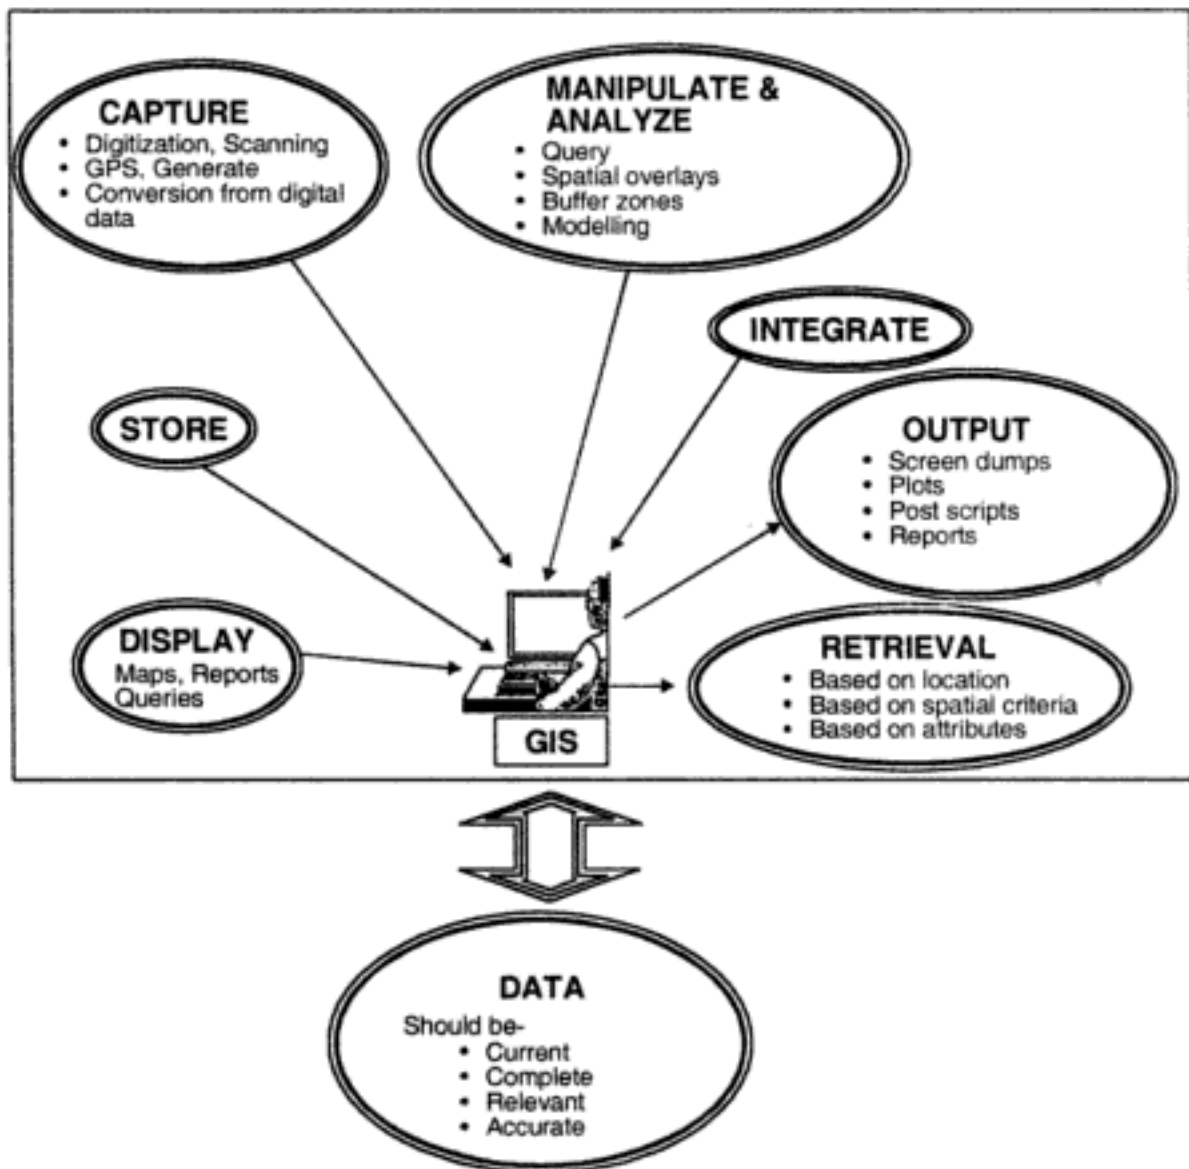 CAPTURE
• Digitization, Scanning
• GPS, Generate
• Conversion from digital
data
MANIPULATE &
ANALYZE
• Query
• Spatial overlays
• Buffer zones
• Modelling
INTEGRATE
STORE
OUTPUT
• Screen dumps
• Plots
• Post scripts
• Reports
DISPLAY
Maps, Reports
Queries
RETRIEVAL
• Based on location
• Based on spatial criteria
• Based on attributes
GIS
DATA
Should be-
• Current
• Complete
• Relevant
• Accurate